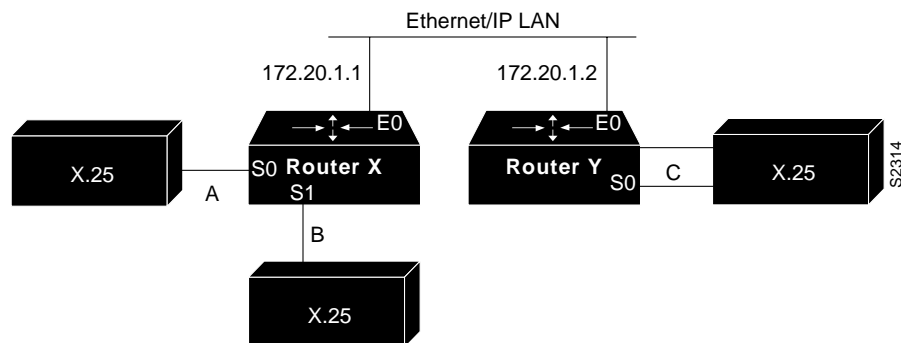 Ethernet/IP LAN
172.20.1.1
172.20.1.2
E0
E0
X.25
S0
Router X
Router Y
S0
C
X.25
A
S1
B
X.25
S2314